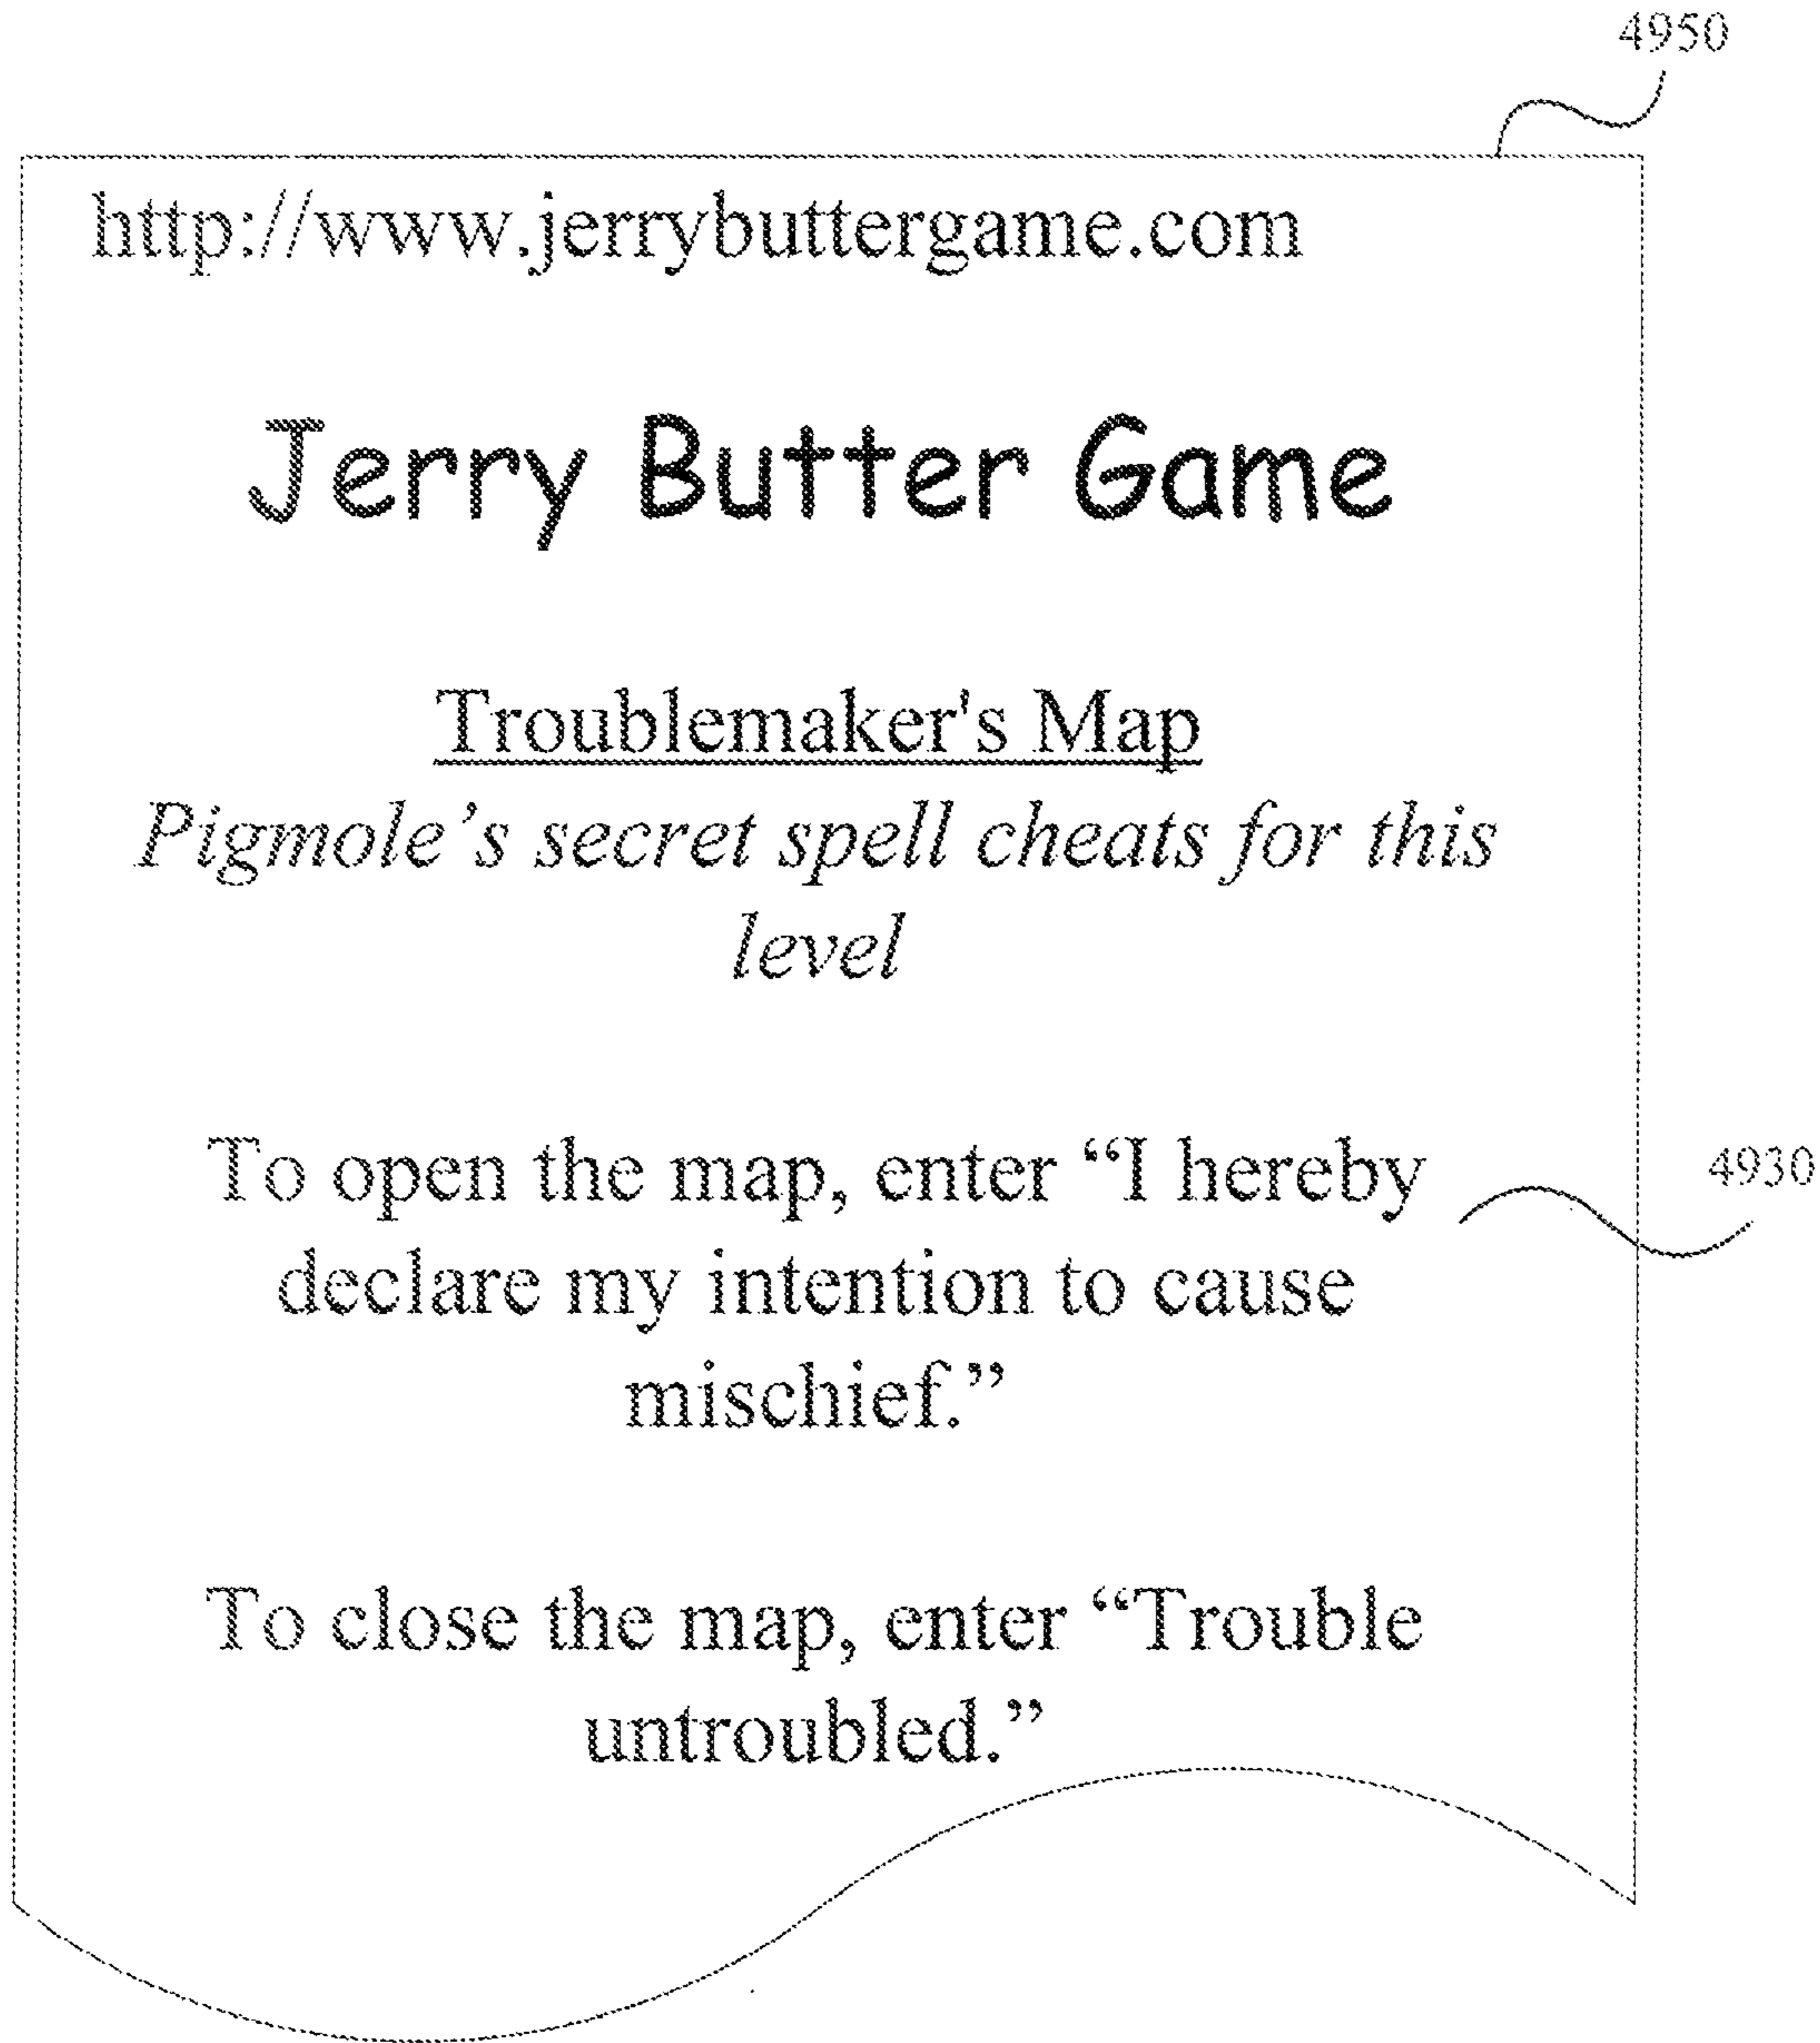 4950
http://www.jerrybuttergame.com
Jerry Butter Game
Troublemaker's Map
Pigmole’s secret spell cheats for this
level
To open the map, enter “I hereby
4930
declare my intention to cause
mischief.”
To close the map, enter “Trouble
untroubled.”